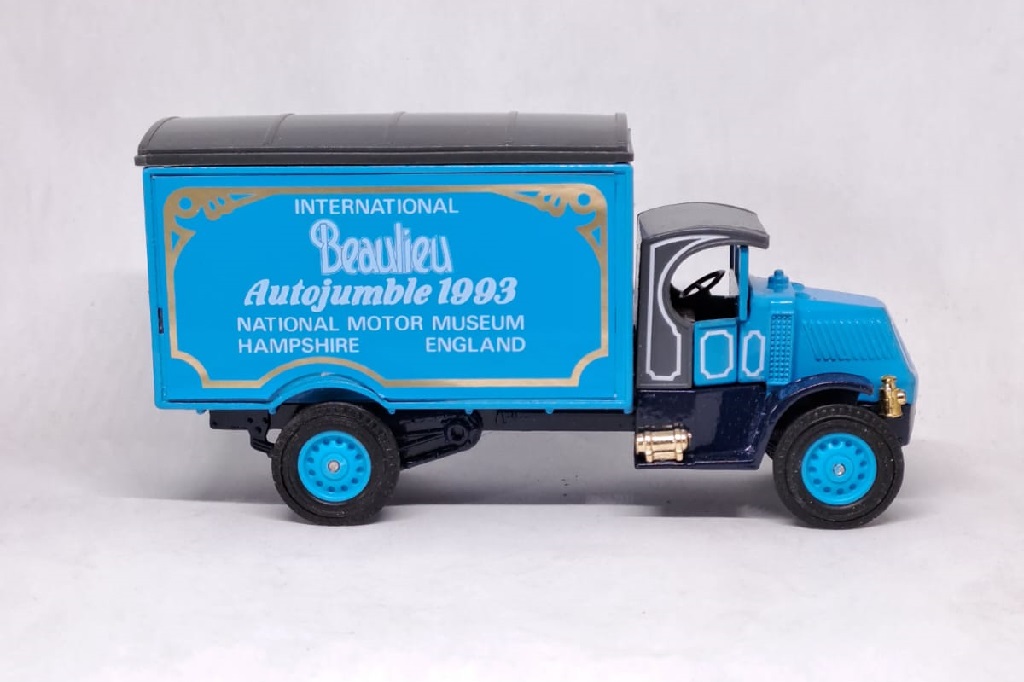 INTERNATIONAL
Beaulieu
Autojumble 1993
NATIONAL MOTOR MUSEUM
HAMPSHIRE ENGLAND